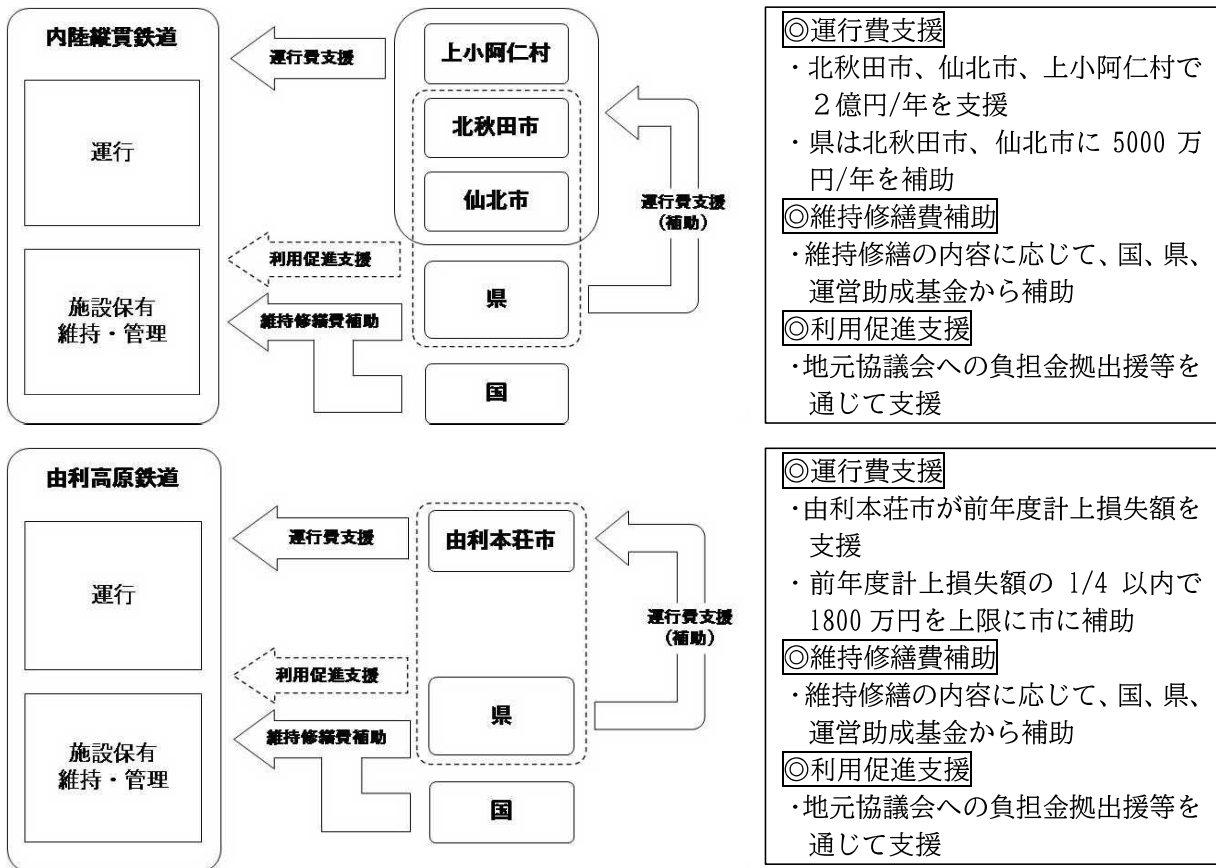 内陸縦貫鉄道
運行
施設保有
維持・管理
運行費支援
利用促進支援
維持修繕費補助
上小阿仁村
北秋田市
仙北市
県
国
運行費支援
(補助)
◎運行費支援
・北秋田市、仙北市、上小阿仁村で
２億円/年を支援
・県は北秋田市、仙北市に 5000 万
円/年を補助
◎維持修繕費補助
・維持修繕の内容に応じて、国、県、
運営助成基金から補助
◎利用促進支援
・地元協議会への負担金拠出援等を
通じて支援
由利高原鉄道
運行
施設保有
維持・管理
運行費支援
利用促進支援
維持修繕費補助
由利本荘市
県
国
運行費支援
(補助)
◎運行費支援
・由利本荘市が前年度計上損失額を
支援
・前年度計上損失額の 1/4 以内で
1800 万円を上限に市に補助
◎維持修繕費補助
・維持修繕の内容に応じて、国、県、
運営助成基金から補助
◎利用促進支援
・地元協議会への負担金拠出援等を
通じて支援